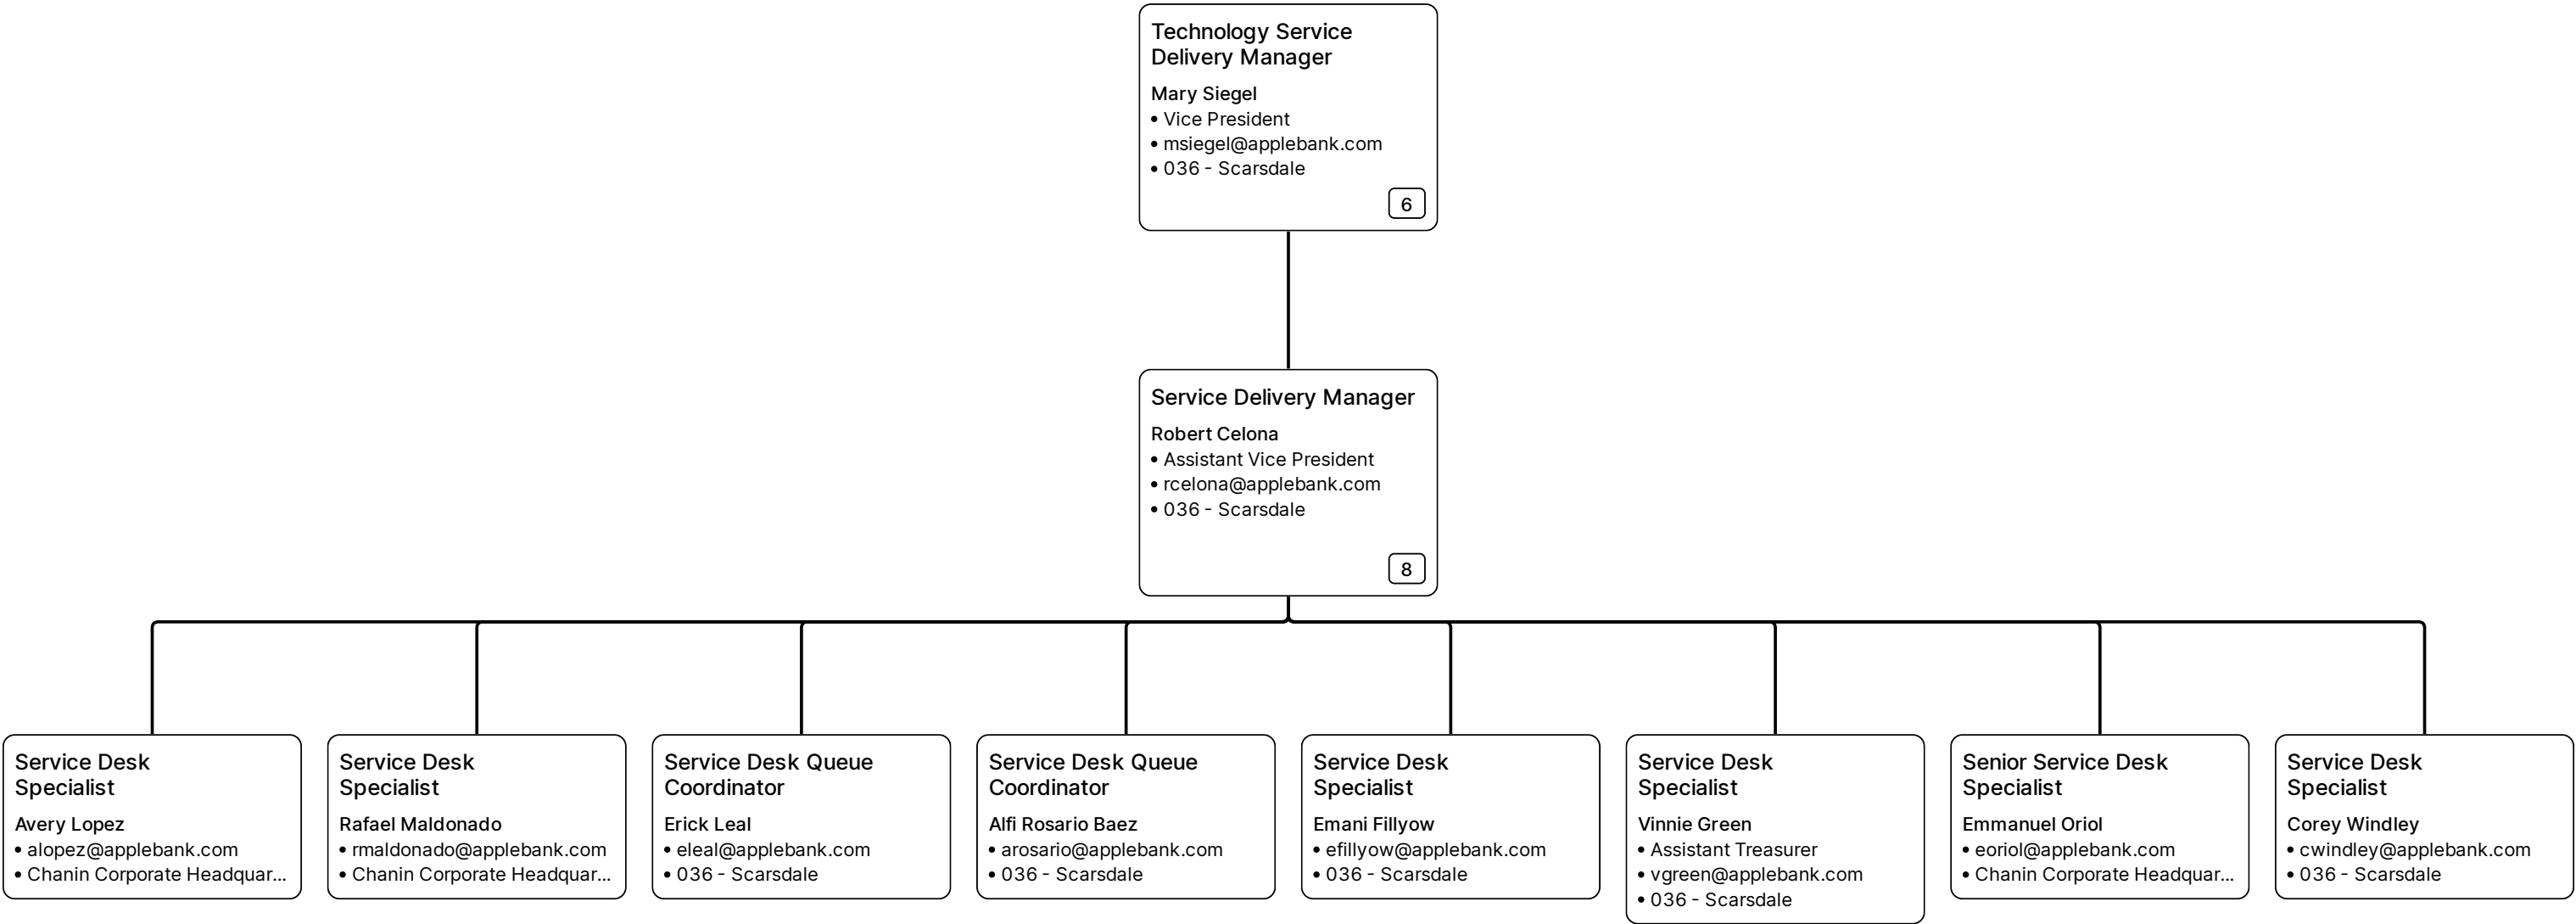 Technology Service
Delivery Manager
Mary Siegel
• Vice President
• msiegel@applebank.com
• 036 - Scarsdale
6
Service Delivery Manager
Robert Celona
• Assistant Vice President
• rcelona@applebank.com
• 036 - Scarsdale
8
Service Desk
Specialist
Avery Lopez
• alopez@applebank.com
• Chanin Corporate Headquar...
Service Desk
Specialist
Rafael Maldonado
• rmaldonado@applebank.com
• Chanin Corporate Headquar...
Service Desk Queue
Coordinator
Erick Leal
• eleal@applebank.com
• 036 - Scarsdale
Service Desk Queue
Coordinator
Alfi Rosario Baez
• arosario@applebank.com
• 036 - Scarsdale
Service Desk
Specialist
Emani Fillyow
• efillyow@applebank.com
• 036 - Scarsdale
Service Desk
Specialist
Vinnie Green
• Assistant Treasurer
• vgreen@applebank.com
• 036 - Scarsdale
Senior Service Desk
Specialist
Emmanuel Oriol
• eoriol@applebank.com
• Chanin Corporate Headquar...
Service Desk
Specialist
Corey Windley
• cwindley@applebank.com
• 036 - Scarsdale